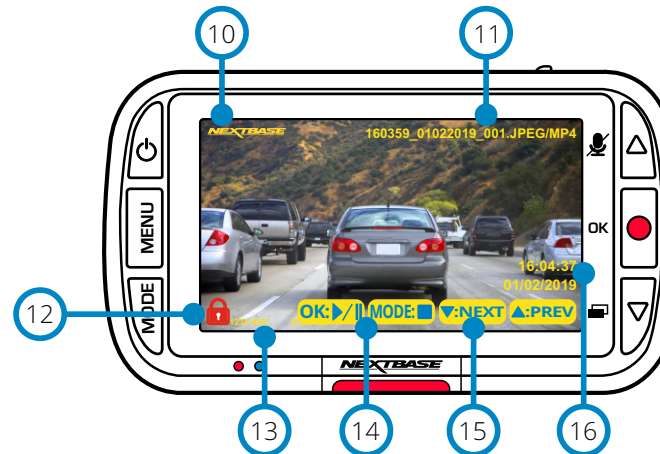 10
11
NEXTBASE
160359_01022019_001.JPEG/MP4
MENU
OK
16:04:37
01/02/2019
12
MODE
OK: ▶/⏸
MODE: ■
▼:NEXT
▲:PREV
NEXTBASE
13
14
15
16